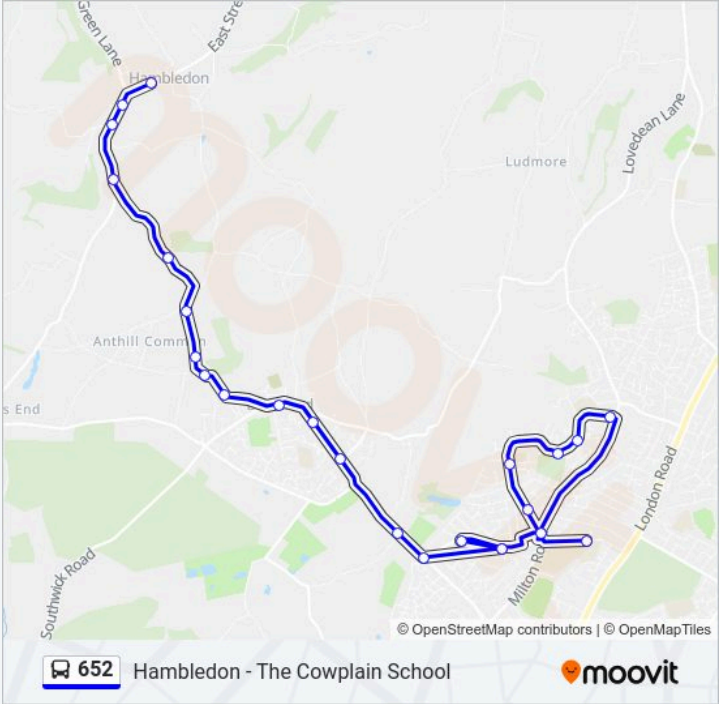 Green Lane
East Stre
Hambledon
Lovedean Lane
Ludmore
Anthill Common
s End
London Road
Milton Ro
Southwick Road
© OpenStreetMap contributors | © OpenMapTiles
652 Hambledon - The Cowplain School
moovit
moov